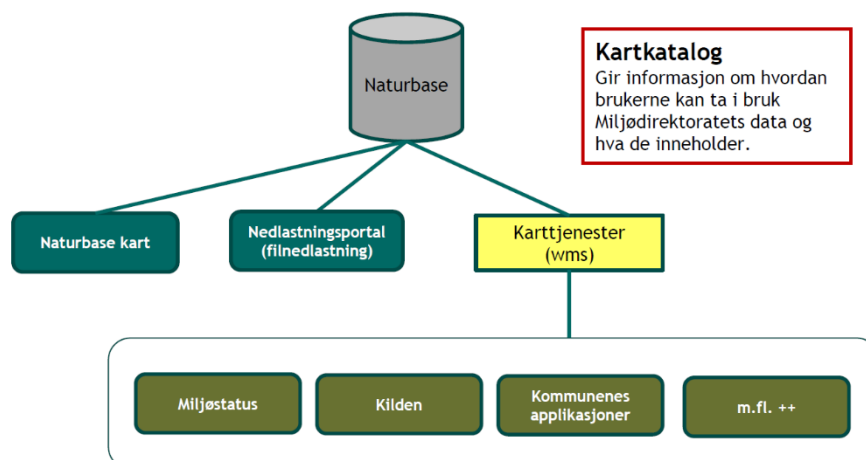 Naturbase
Kartkatalog
Gir informasjon om hvordan
brukerne kan ta i bruk
Miljødirektoratets data og
hva de inneholder.
Naturbase kart
Nedlastningsportal
(filnedlastning)
Karttjenester
(wms)
Miljøstatus
Kilden
Kommunenes
applikasjoner
m.fl. ++